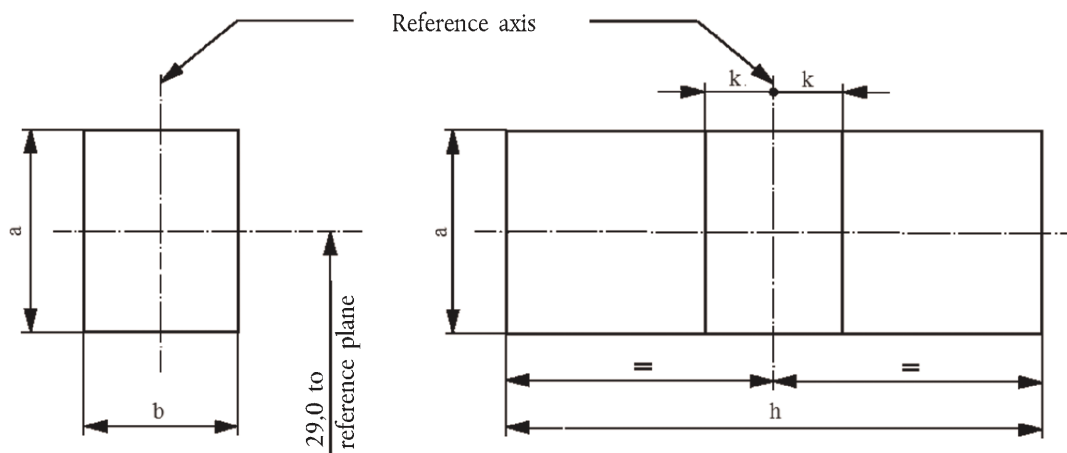 Reference axis
k
k
a
a
29,0 to
reference plane
=
=
b
h